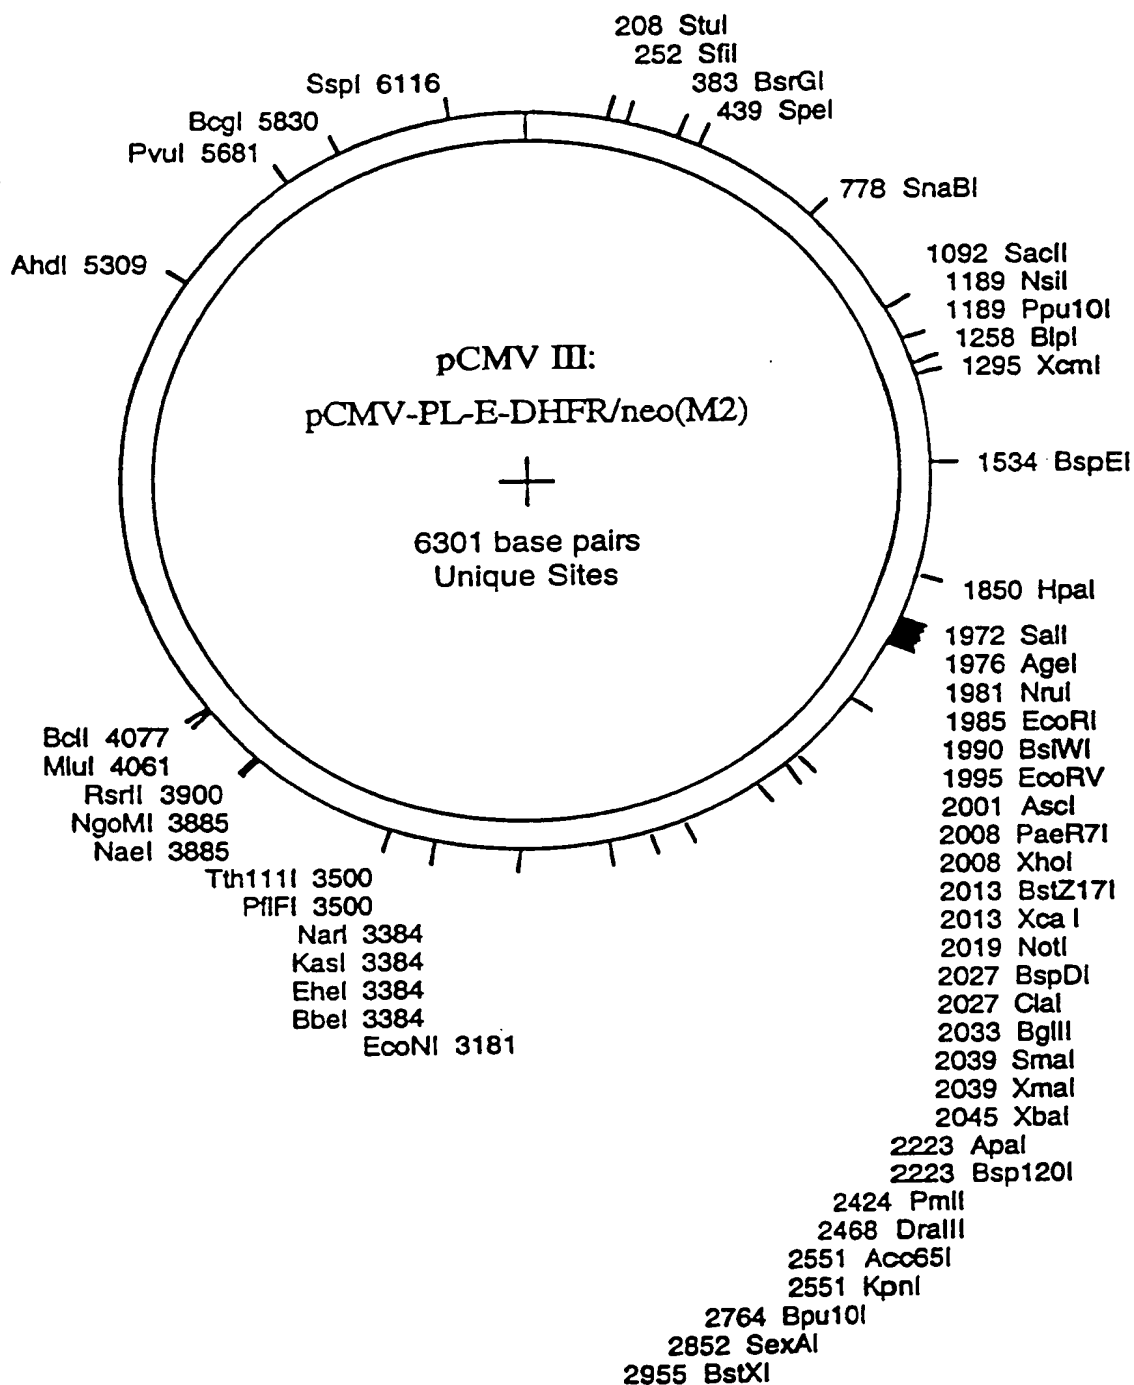 208 StuI
252 SfiI
383 BsrGI
439 SpeI
778 SnaBI
1092 SacII
1189 NsiI
1189 Ppu10I
1258 BlpI
1295 XcmI
1534 BspEI
1850 HpaI
1972 SalI
1976 AgeI
1981 NruI
1985 EcoRI
1990 BsiWI
1995 EcoRV
2001 AscI
2008 PaeR7I
2008 XhoI
2013 BstZ17I
2013 Xca I
2019 NotI
2027 BspDI
2027 ClaI
2033 BglII
2039 SmaI
2039 XmaI
2045 XbaI
2223 ApaI
2223 Bsp120I
2424 PmlI
2468 DraIII
2551 Acc65I
2551 KpnI
2764 Bpu10I
2852 SexAI
2955 BstXI
EcoNI 3181
BbeI 3384
EheI 3384
KasI 3384
NarI 3384
PflFI 3500
Tth111I 3500
NaeI 3885
NgoMI 3885
RsrII 3900
MluI 4061
BclI 4077
AhdI 5309
PvuI 5681
BcgI 5830
SspI 6116
pCMV III:
pCMV-PL-E-DHFR/neo(M2)
6301 base pairs
Unique Sites